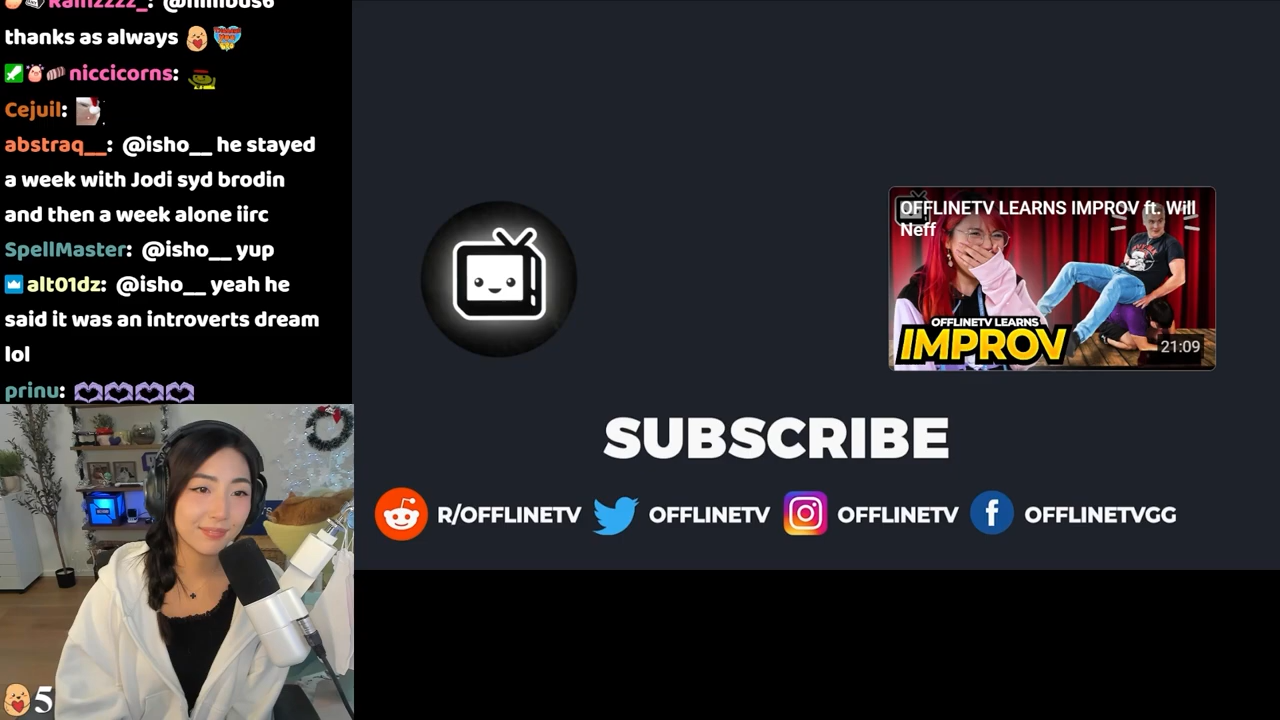 Ramzzzz_: @nimbus6
thanks as always
niccicorns:
Cejuil:
abstraq__: @isho__ he stayed
a week with Jodi syd brodin
and then a week alone iirc
SpellMaster: @isho__ yup
alt01dz: @isho__ yeah he
said it was an introverts dream
lol
prinu:
5
OFFLINETV LEARNS IMPROV ft. Will
Neff
OFFLINETV LEARNS
IMPROV
21:09
SUBSCRIBE
R/OFFLINETV OFFLINETV OFFLINETV OFFLINETVGG